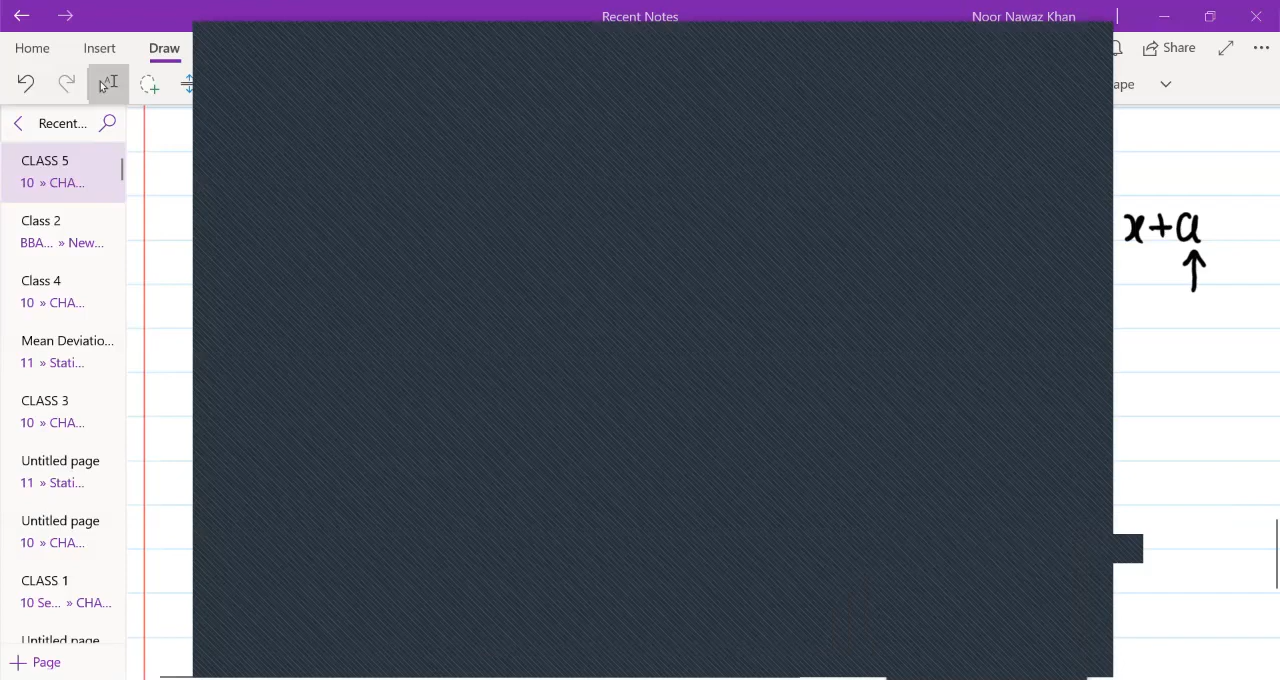 Recent Notes
Noor Nawaz Khan
Home Insert Draw
Share
Recent...
CLASS 5
10 » CHA...
Class 2
BBA... » New...
Class 4
10 » CHA...
Mean Deviatio...
11 » Stati...
CLASS 3
10 » CHA...
Untitled page
11 » Stati...
Untitled page
10 » CHA...
CLASS 1
10 Se... » CHA...
Untitled page
Page
x+a